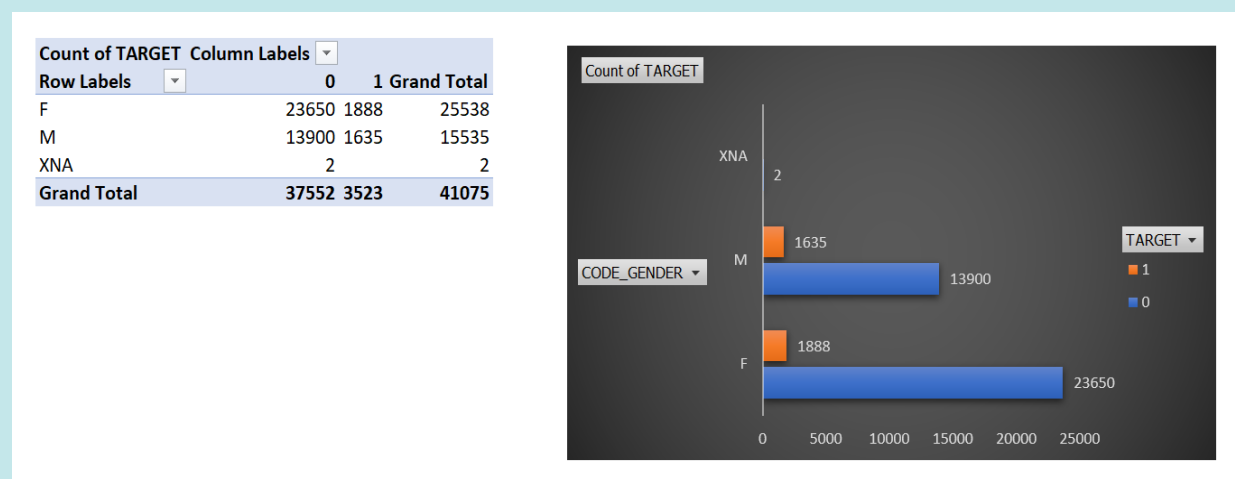 Count of TARGET Column Labels
Row Labels 0 1 Grand Total
F 23650 1888 25538
M 13900 1635 15535
XNA 2 2
Grand Total 37552 3523 41075
Count of TARGET
XNA
2
1635
M
13900
1888
F
23650
0 5000 10000 15000 20000 25000
CODE_GENDER
TARGET
1
0